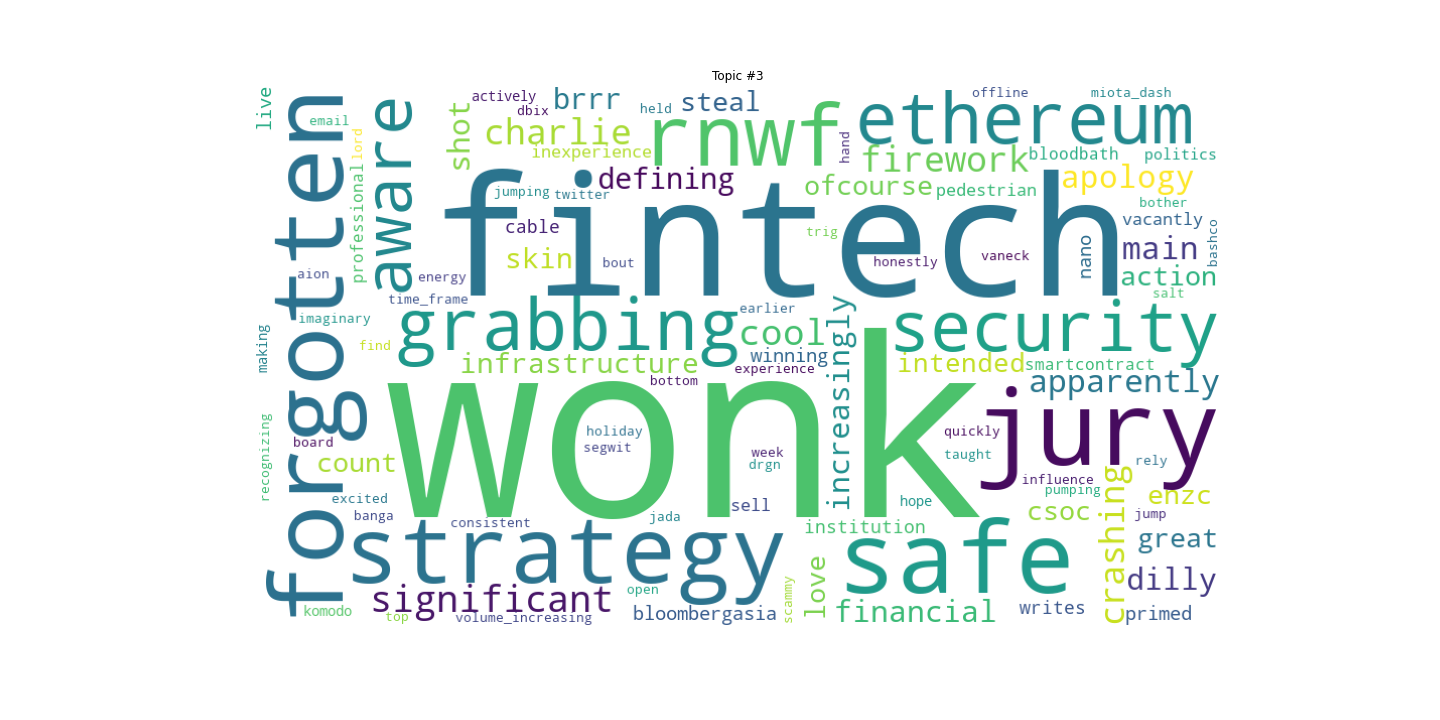 Topic #3
live
email
lord
professional
forgotten
aware
actively
dbix
brrr
held
steal
shot
charlie
inexperience
rnwf
hand
ethereum
offline
miota_dash
firework
bloodbath
politics
defining
ofcourse
pedestrian
apology
bother
jumping
twitter
fintech
cable
trig
vacantly
bashco
skin
bout
honestly
vaneck
nano
main
action
salt
aion
energy
time_frame
imaginary
making
find
grabbing
earlier
cool
increasingly
security
infrastructure
winning
experience
intended
smartcontract
bottom
apparently
wonk
jury
holiday
segwit
week
drgn
quickly
taught
rely
recognizing
board
count
influence
pumping
crashing
enzc
excited
banga
consistent
jada
sell
hope
csoc
jump
institution
great
strategy
safe
love
dilly
significant
open
scammy
financial
writes
komodo
top
volume_increasing
bloombergasia
primed